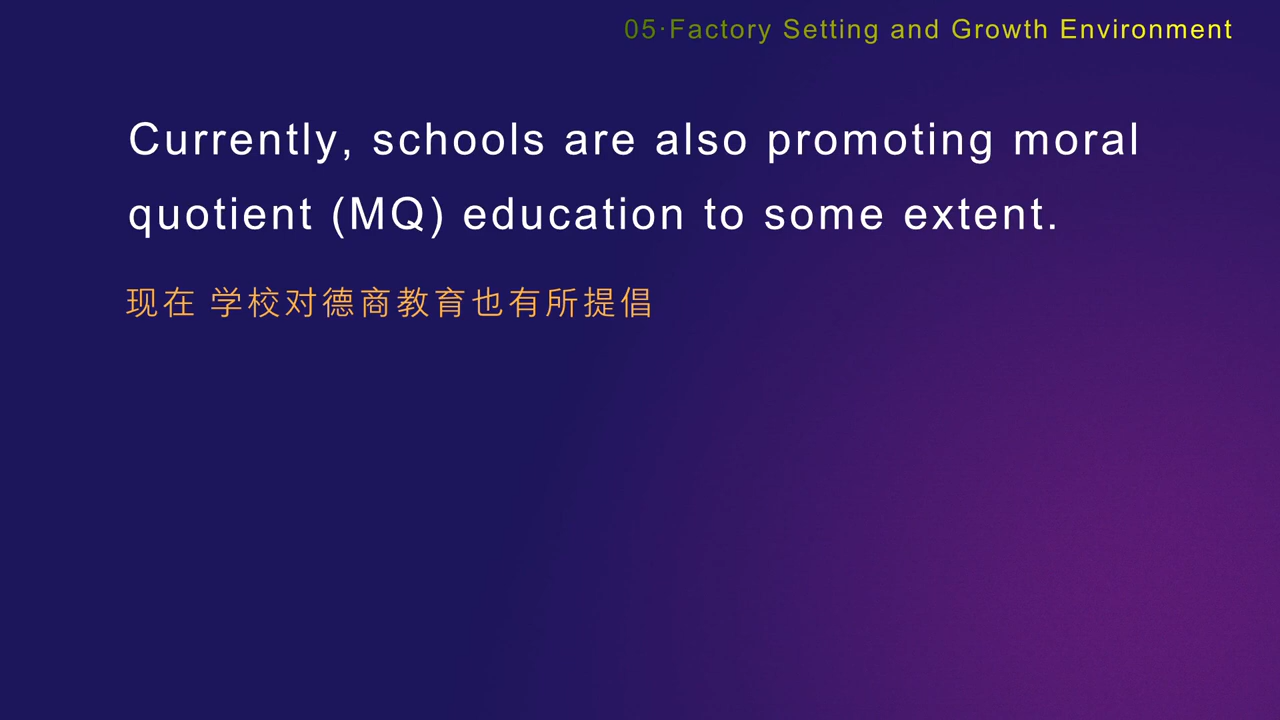 05·Factory Setting and Growth Environment
Currently, schools are also promoting moral
quotient (MQ) education to some extent.
现在 学校对德商教育也有所提倡